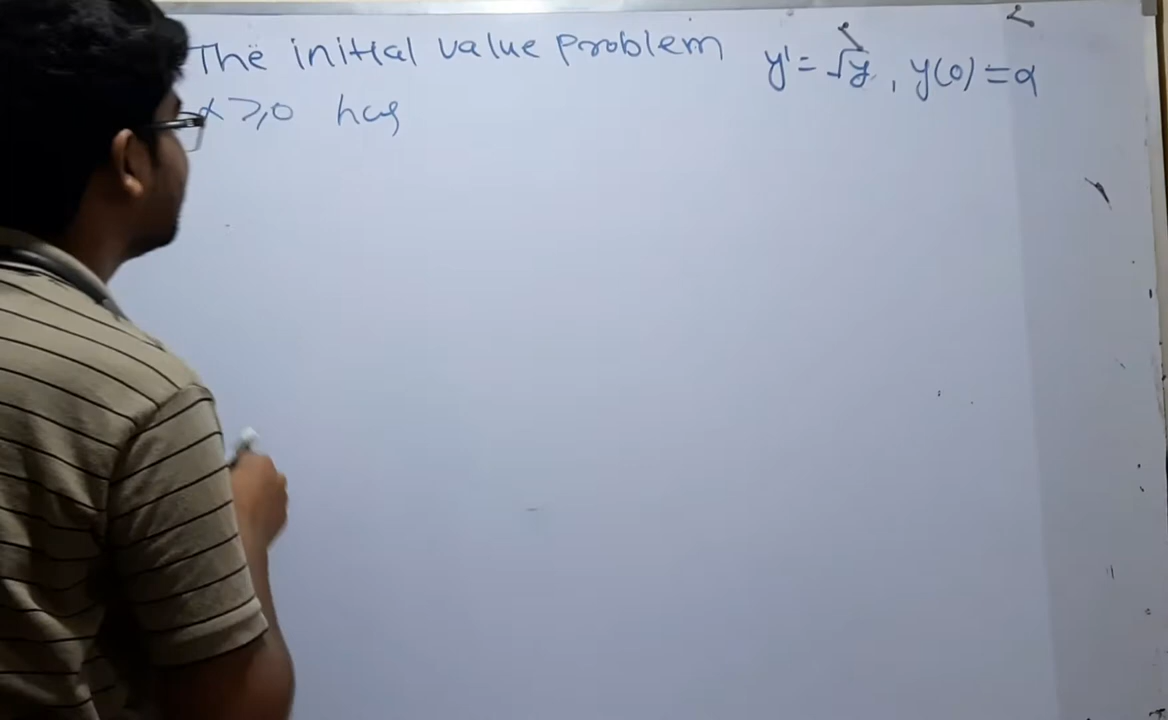 The initial value problem y' = √y, y(0) = α
α ≥ 0 has